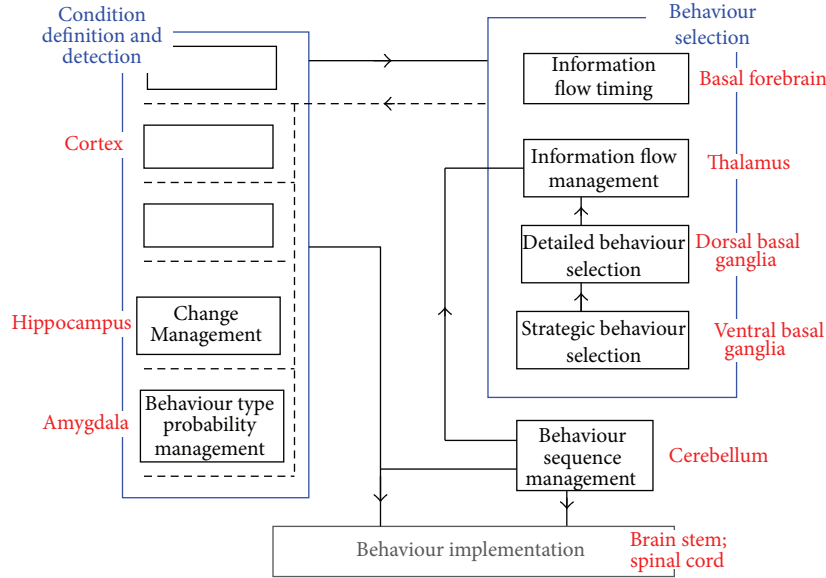 Condition
definition and
detection
Cortex
Hippocampus
Change
Management
Amygdala
Behaviour type
probability
management
Behaviour
selection
Information
flow timing
Basal forebrain
Information flow
management
Thalamus
Detailed behaviour
selection
Dorsal basal
ganglia
Strategic behaviour
selection
Ventral basal
ganglia
Behaviour
sequence
management
Cerebellum
Behaviour implementation
Brain stem;
spinal cord